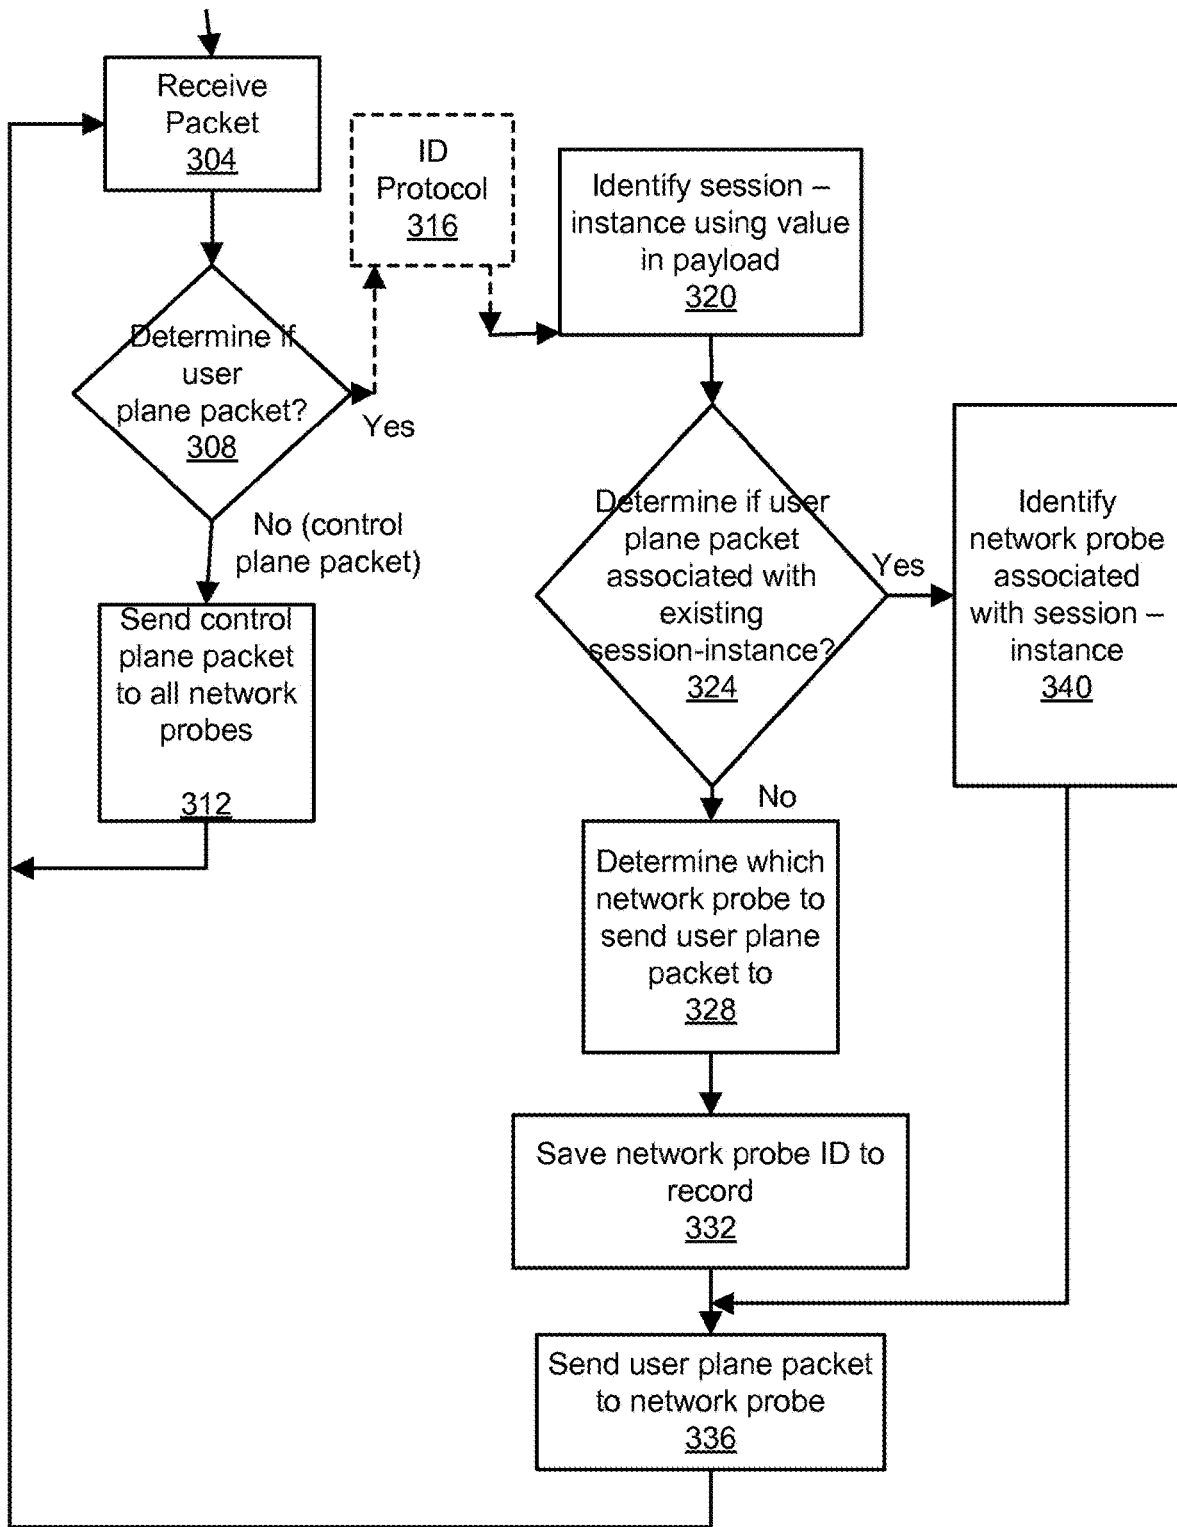 Receive
Packet
304
Determine if
user
plane packet?
308
Yes
No (control
plane packet)
Send control
plane packet
to all network
probes
312
ID
Protocol
316
Identify session –
instance using value
in payload
320
Determine if user
plane packet
associated with
existing
session-instance?
324
Yes
No
Identify
network probe
associated
with session –
instance
340
Determine which
network probe to
send user plane
packet to
328
Save network probe ID to
record
332
Send user plane packet
to network probe
336